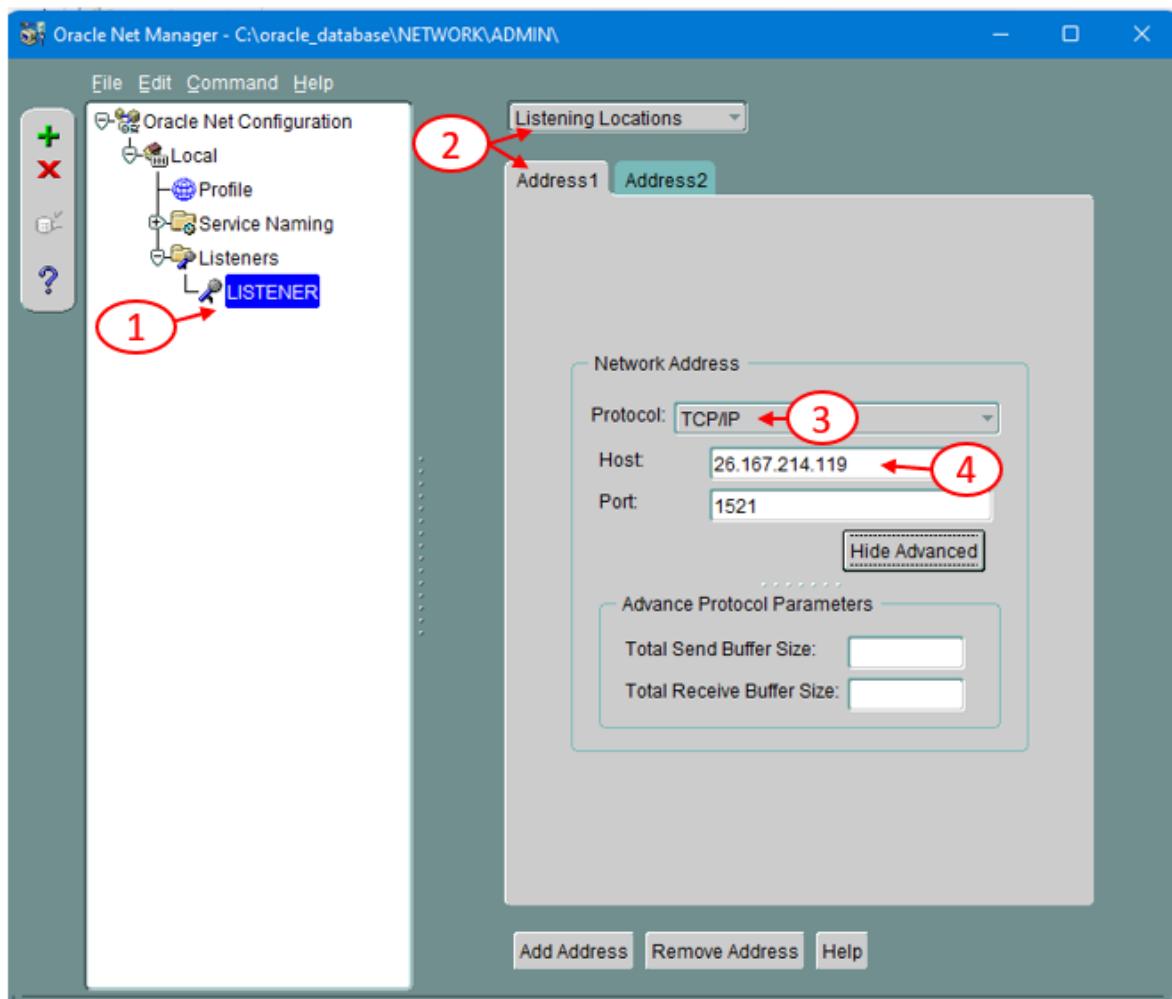 Oracle Net Manager - C:\oracle_database\NETWORK\ADMIN\
File Edit Command Help
Oracle Net Configuration
Local
Profile
Service Naming
Listeners
LISTENER
1
Listening Locations
2
Address1 Address2
Network Address
Protocol: TCP/IP 3
Host: 26.167.214.119 4
Port: 1521
Hide Advanced
Advance Protocol Parameters
Total Send Buffer Size:
Total Receive Buffer Size:
Add Address Remove Address Help